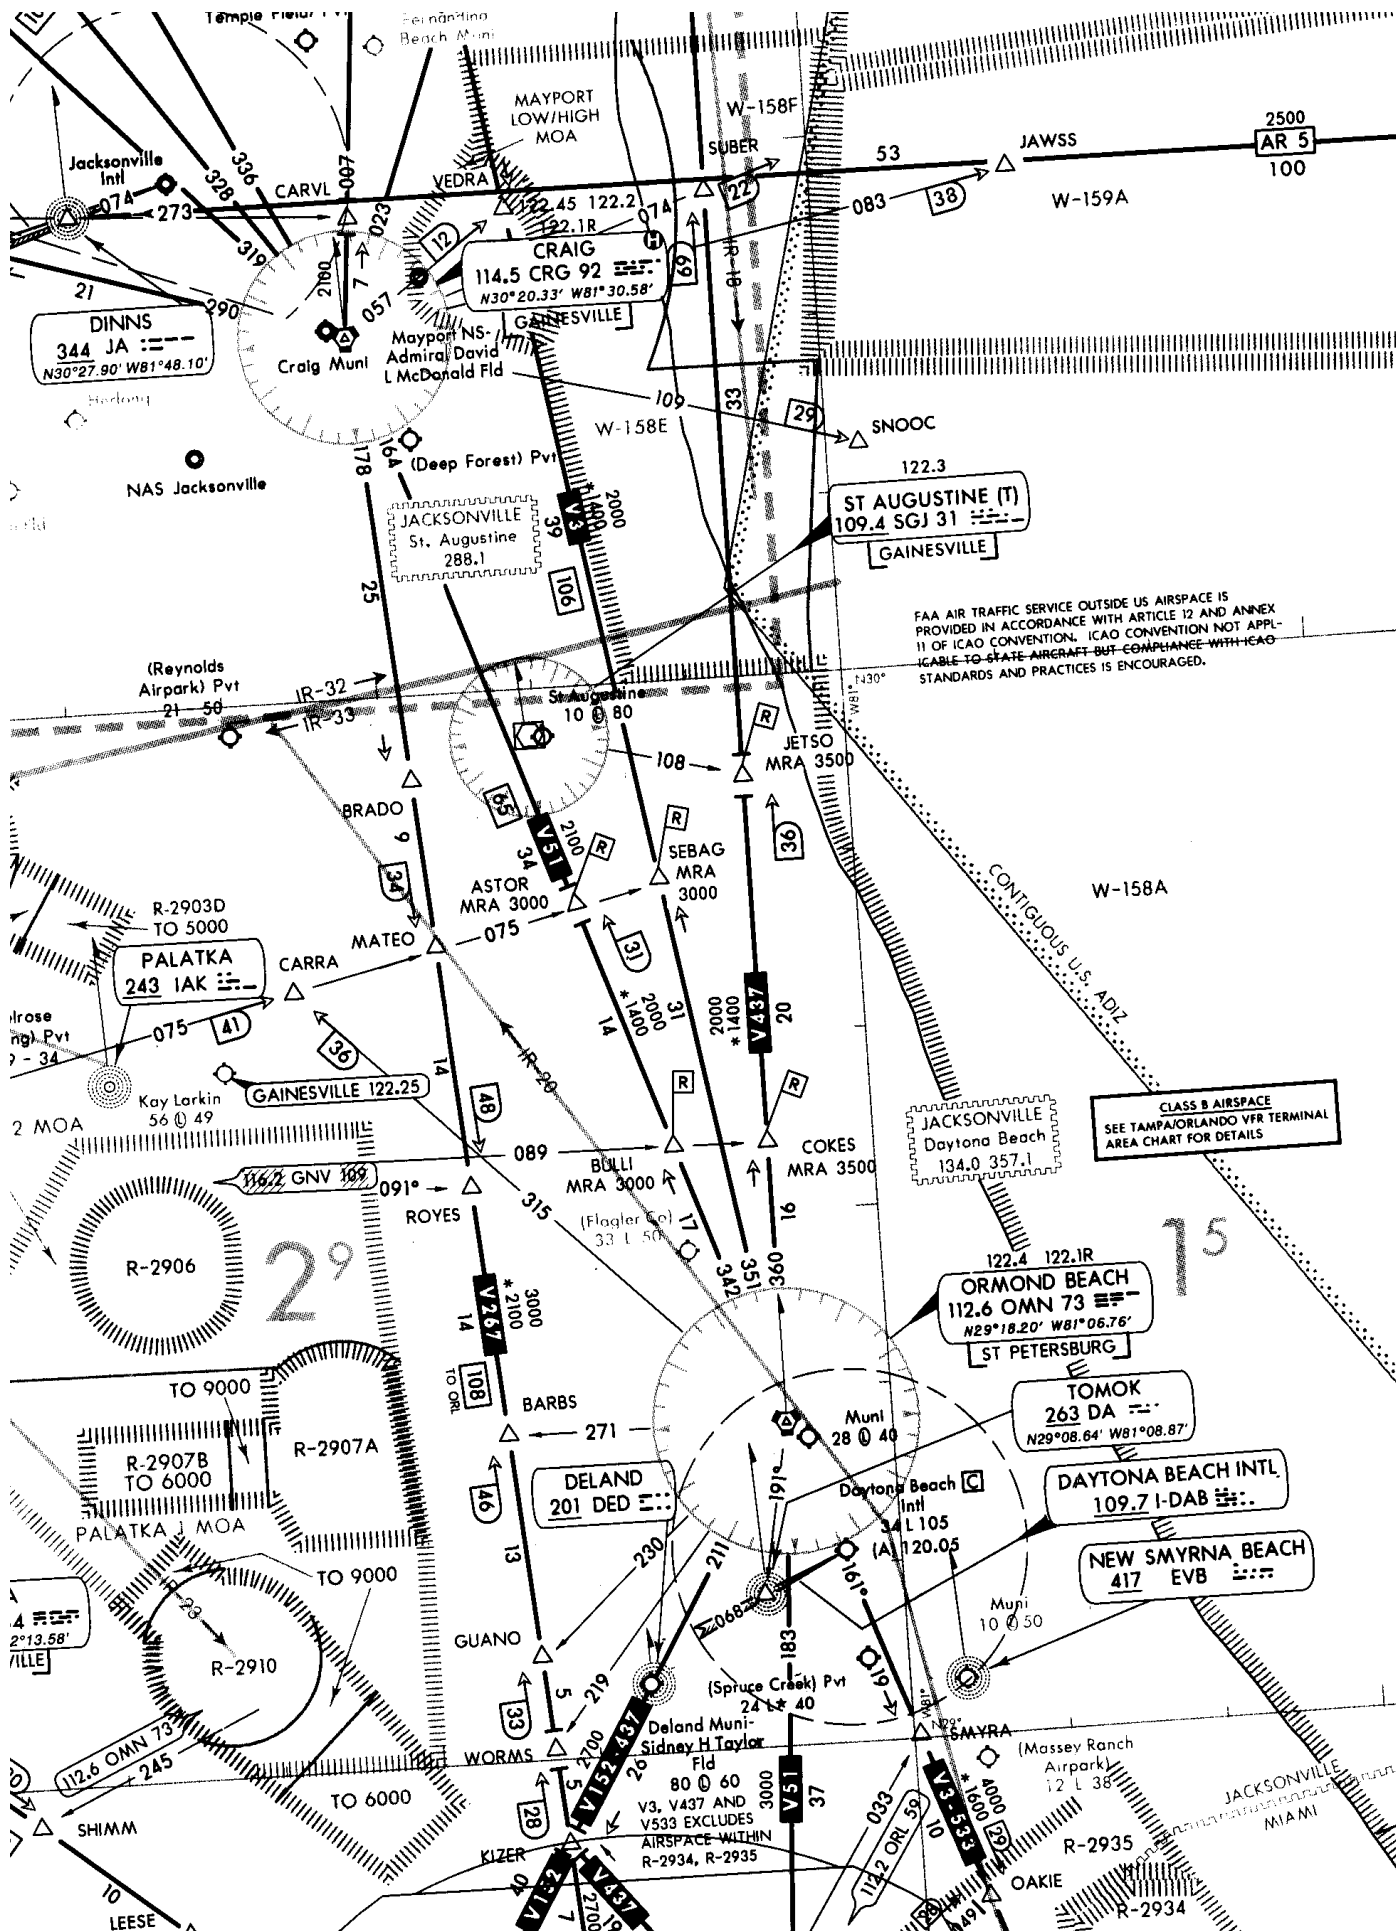 Temple Field/ Pvt
Fernandina
Beach Muni
MAYPORT
LOW/HIGH
MOA
W-158F
SUBER
53
JAWSS
2500
AR 5
100
W-159A
083
38
22
074
Jacksonville
Intl
074
273
336
328
319
290
CARVL
007
023
VEDRA
12
057
2100
7
21
122.45 122.2
122.1R
CRAIG
114.5 CRG 92
N30°20.33' W81°30.58'
GAINESVILLE
69
IR-18
DINNS
344 JA
N30°27.90' W81°48.10'
Herlong
Craig Muni
Mayport NS-
Admiral David
L McDonald Fld
109
29
SNOOC
33
W-158E
NAS Jacksonville
178
164
(Deep Forest) Pvt
JACKSONVILLE
St. Augustine
288.1
V3
2000
*1400
39
106
25
122.3
ST AUGUSTINE (T)
109.4 SGJ 31
GAINESVILLE
FAA AIR TRAFFIC SERVICE OUTSIDE US AIRSPACE IS
PROVIDED IN ACCORDANCE WITH ARTICLE 12 AND ANNEX
11 OF ICAO CONVENTION. ICAO CONVENTION NOT APPL-
ICABLE TO STATE AIRCRAFT BUT COMPLIANCE WITH ICAO
STANDARDS AND PRACTICES IS ENCOURAGED.
N30°
W81°
(Reynolds
Airpark) Pvt
21 - 50
IR-32
IR-33
St Augustine
10 L 80
108
JETSO
MRA 3500
R
BRADO
9
34
65
V51
2100
34
R
R
SEBAG
MRA
3000
36
ASTOR
MRA 3000
MATEO
075
31
R-2903D
TO 5000
PALATKA
243 IAK
CARRA
075
41
36
CONTIGUOUS U.S. ADIZ
W-158A
2000
*1400
14
31
2000
*1400
V437
20
14
48
IR-20
R
R
Kay Larkin
56 L 49
GAINESVILLE 122.25
2 MOA
116.2 GNV 109
091°
ROYES
089
BULLI
MRA 3000
COKES
MRA 3500
JACKSONVILLE
Daytona Beach
134.0 357.1
CLASS B AIRSPACE
SEE TAMPA/ORLANDO VFR TERMINAL
AREA CHART FOR DETAILS
315
(Flagler Co)
33 L 50
17
16
342
351
360
R-2906
2 9
1 5
122.4 122.1R
ORMOND BEACH
112.6 OMN 73
N29°18.20' W81°06.76'
ST PETERSBURG
V267
3000
*2100
14
108
TO ORL
TO 9000
R-2907B
TO 6000
R-2907A
PALATKA 1 MOA
BARBS
271
46
13
Muni
28 L 40
TOMOK
263 DA
N29°08.64' W81°08.87'
DELAND
201 DED
191°
Daytona Beach C
Intl
34 L 105
(A) 120.05
DAYTONA BEACH INTL
109.7 I-DAB
NEW SMYRNA BEACH
417 EVB
Muni
10 L 50
230
211
068
161°
183
TO 9000
IR-23
R-2910
GUANO
33
5
219
19
(Spruce Creek) Pvt
24 L* 40
Deland Muni-
Sidney H Taylor
Fld
80 L 60
V3, V437 AND
V533 EXCLUDES
AIRSPACE WITHIN
R-2934, R-2935
SMYRA
N29°
W81°
(Massey Ranch
Airpark)
12 L 38
JACKSONVILLE
MIAMI
R-2935
R-2934
112.6 OMN 73
245
TO 6000
WORMS
28
5
2700
V152-437
26
3000
V51
37
033
112.2 ORL 59
10
V3-533
4000
*1600
29
OAKIE
SHIMM
10
LEESE
KIZER
40
V152
7
2700
V437
19